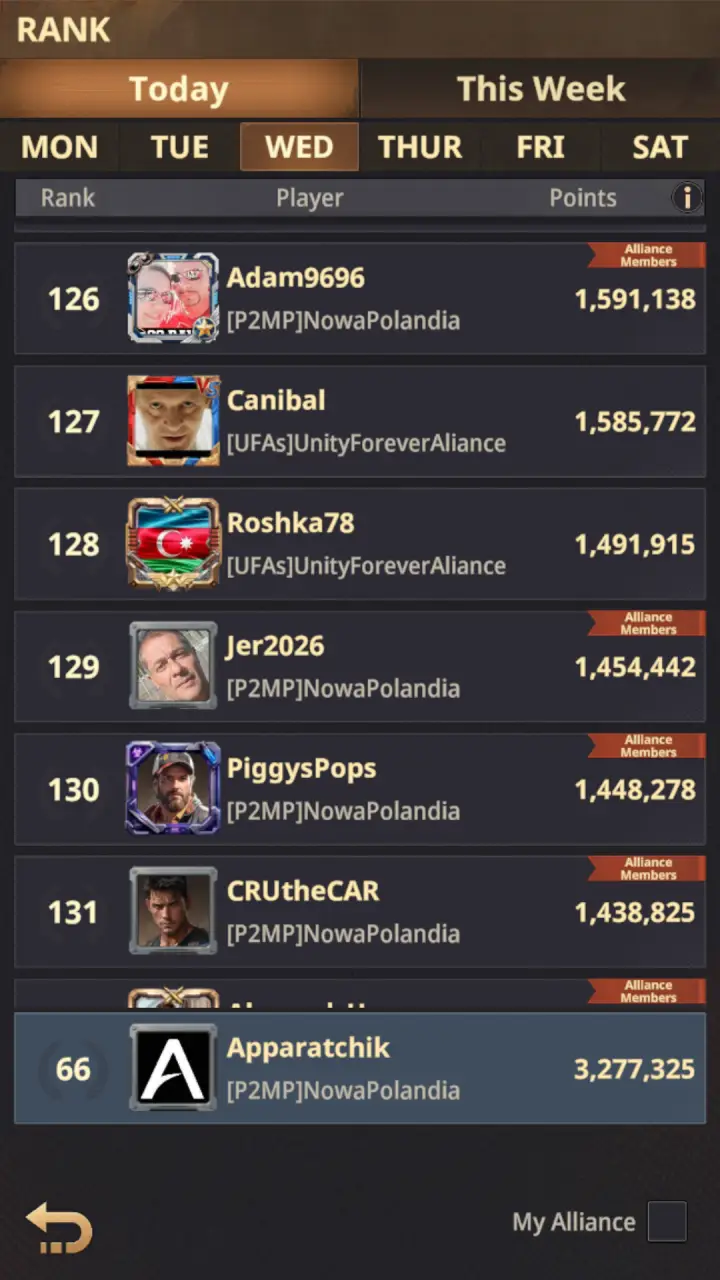 RANK
Today
This Week
MON
TUE
WED
THUR
FRI
SAT
Rank
Player
Points
Alliance
Members
126
Adam9696
[P2MP]NowaPolandia
1,591,138
127
Canibal
[UFAs]UnityForeverAliance
1,585,772
128
Roshka78
[UFAs]UnityForeverAliance
1,491,915
Alliance
Members
129
Jer2026
[P2MP]NowaPolandia
1,454,442
Alliance
Members
130
PiggysPops
[P2MP]NowaPolandia
1,448,278
Alliance
Members
131
CRUtheCAR
[P2MP]NowaPolandia
1,438,825
Alliance
Members
66
Apparatchik
[P2MP]NowaPolandia
3,277,325
My Alliance